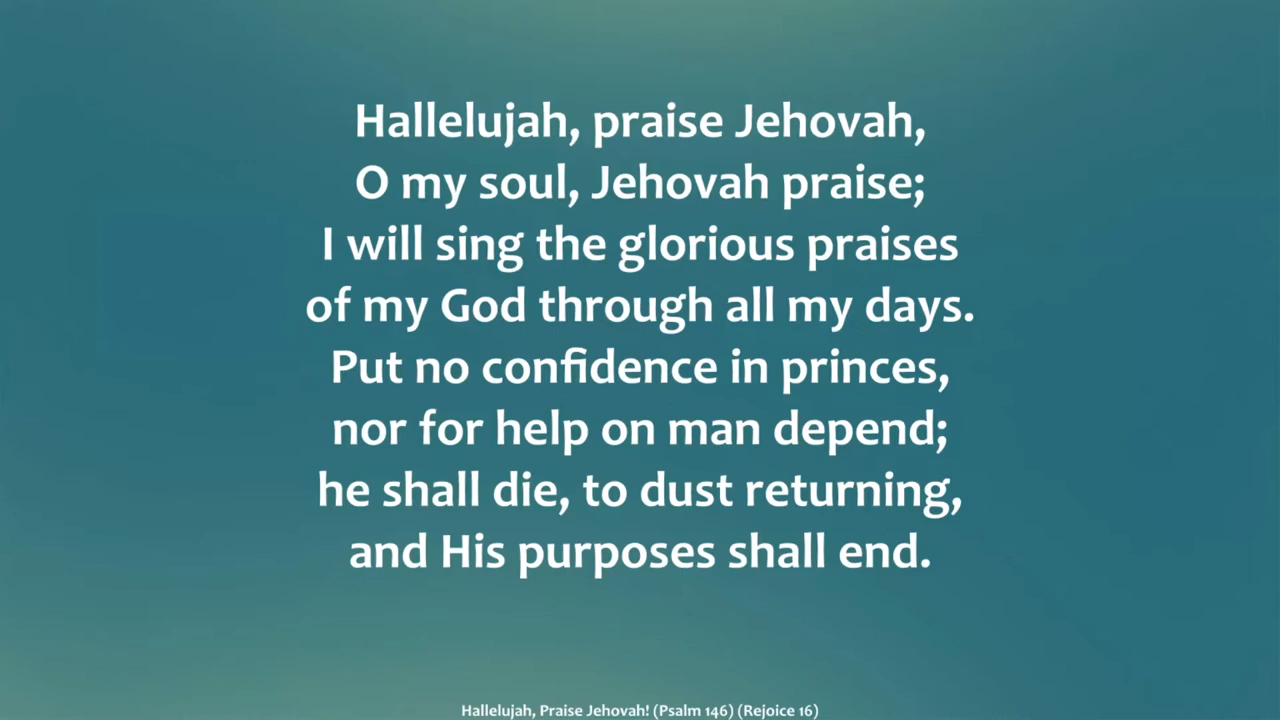 Hallelujah, praise Jehovah,
O my soul, Jehovah praise;
I will sing the glorious praises
of my God through all my days.
Put no confidence in princes,
nor for help on man depend;
he shall die, to dust returning,
and His purposes shall end.
Hallelujah, Praise Jehovah! (Psalm 146) (Rejoice 16)